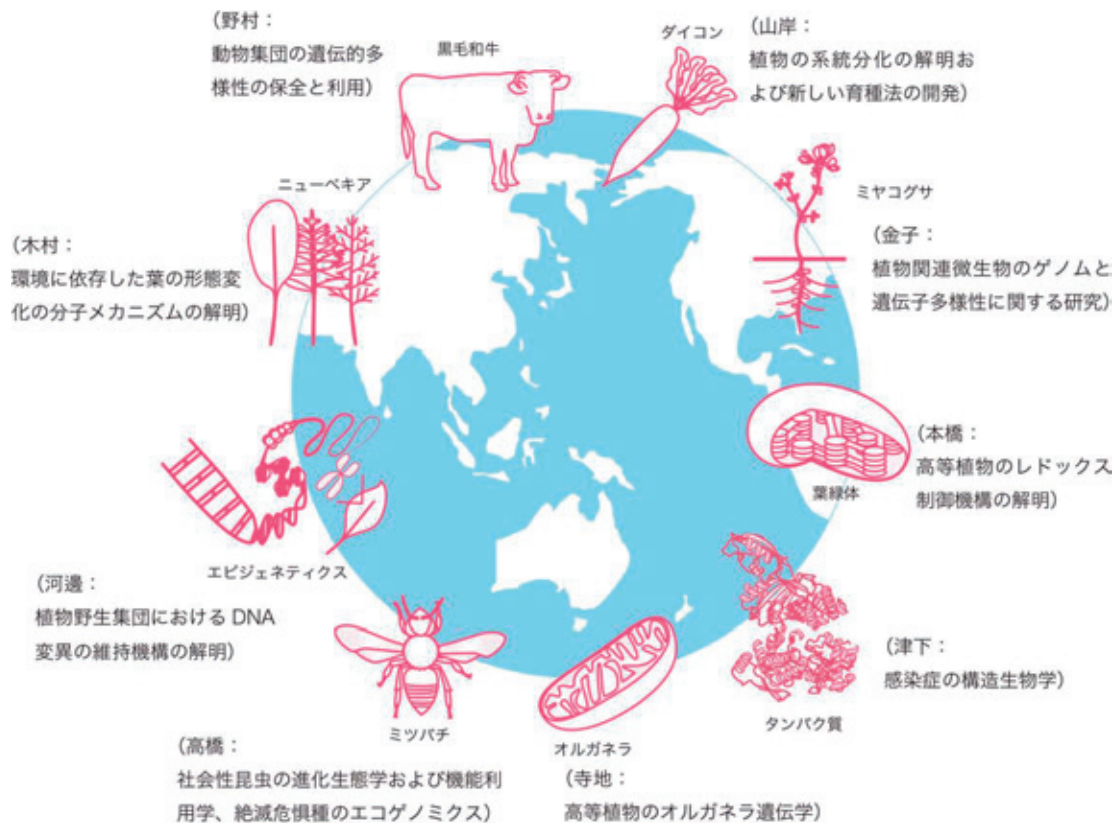 (野村：
動物集団の遺伝的多
様性の保全と利用)
黒毛和牛
ダイコン
(山岸：
植物の系統分化の解明お
よび新しい育種法の開発)
ミヤコグサ
(金子：
植物関連微生物のゲノムと
遺伝子多様性に関する研究)
ニューベキア
(木村：
環境に依存した葉の形態変
化の分子メカニズムの解明)
(本橋：
高等植物のレドックス
制御機構の解明)
葉緑体
エピジェネティクス
(河邊：
植物野生集団における DNA
変異の維持機構の解明)
(津下：
感染症の構造生物学)
タンパク質
ミツバチ
(高橋：
社会性昆虫の進化生態学および機能利
用学、絶滅危惧種のエコゲノミクス)
オルガネラ
(寺地：
高等植物のオルガネラ遺伝学)